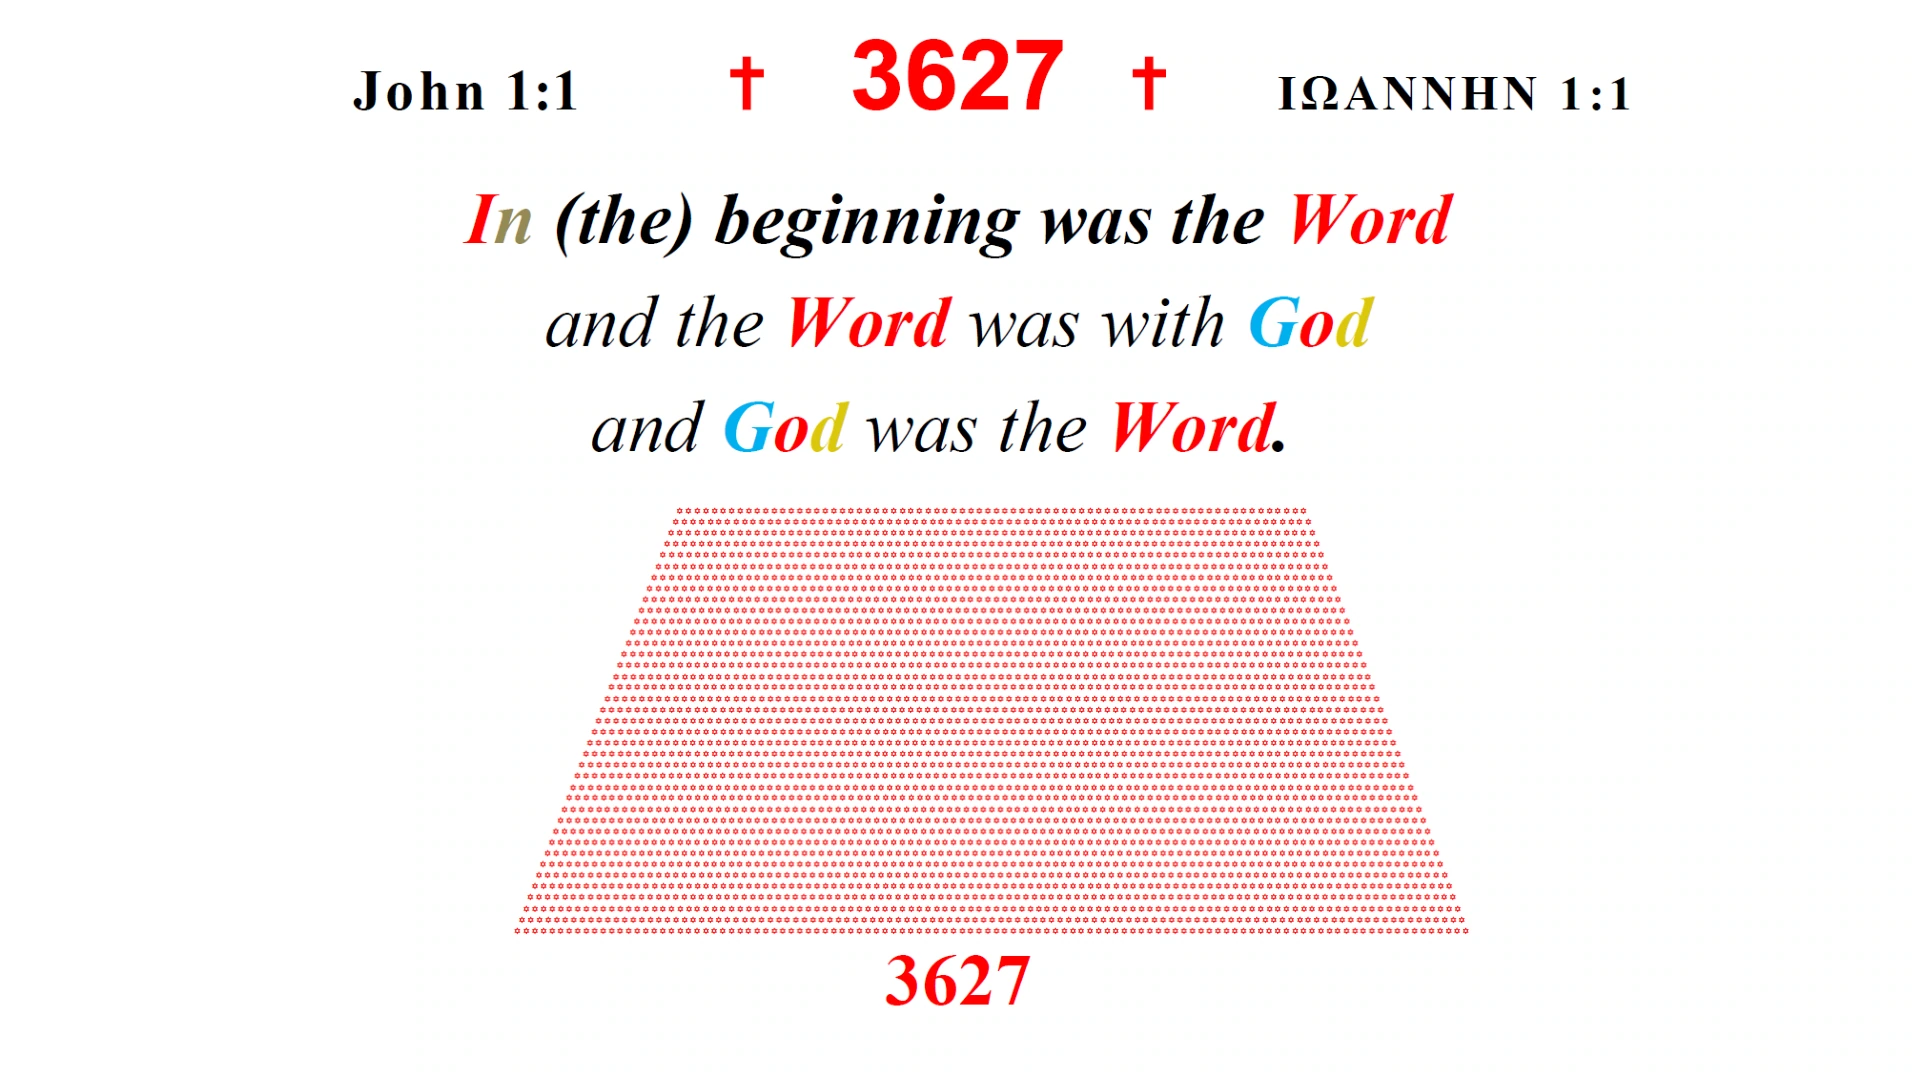 John 1:1 ✝ 3627 ✝ ΙΩΑΝΝΗΝ 1:1
In (the) beginning was the Word
and the Word was with God
and God was the Word.
3627